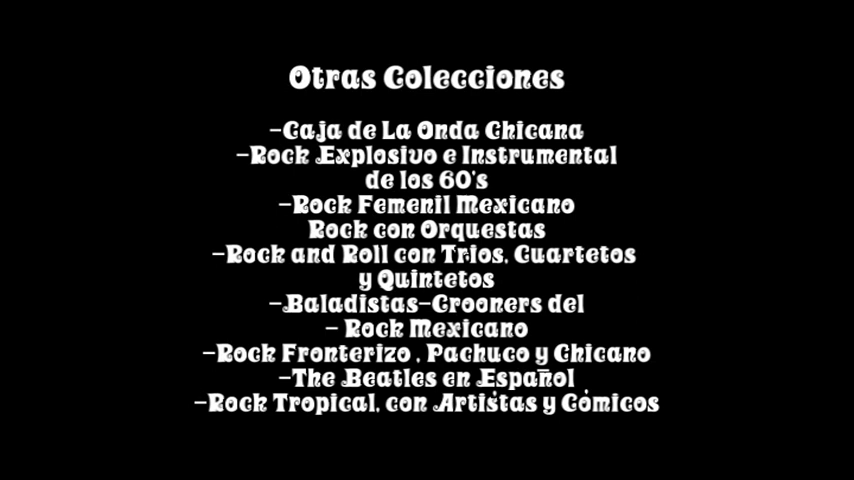 Otras Colecciones
-Caja de La Onda Chicana
-Rock Explosivo e Instrumental
de los 60's
-Rock Femenil Mexicano
Rock con Orquestas
-Rock and Roll con Trios, Cuartetos
y Quintetos
-Baladistas-Crooners del
- Rock Mexicano
-Rock Fronterizo , Pachuco y Chicano
-The Beatles en Español
-Rock Tropical, con Artistas y Cómicos